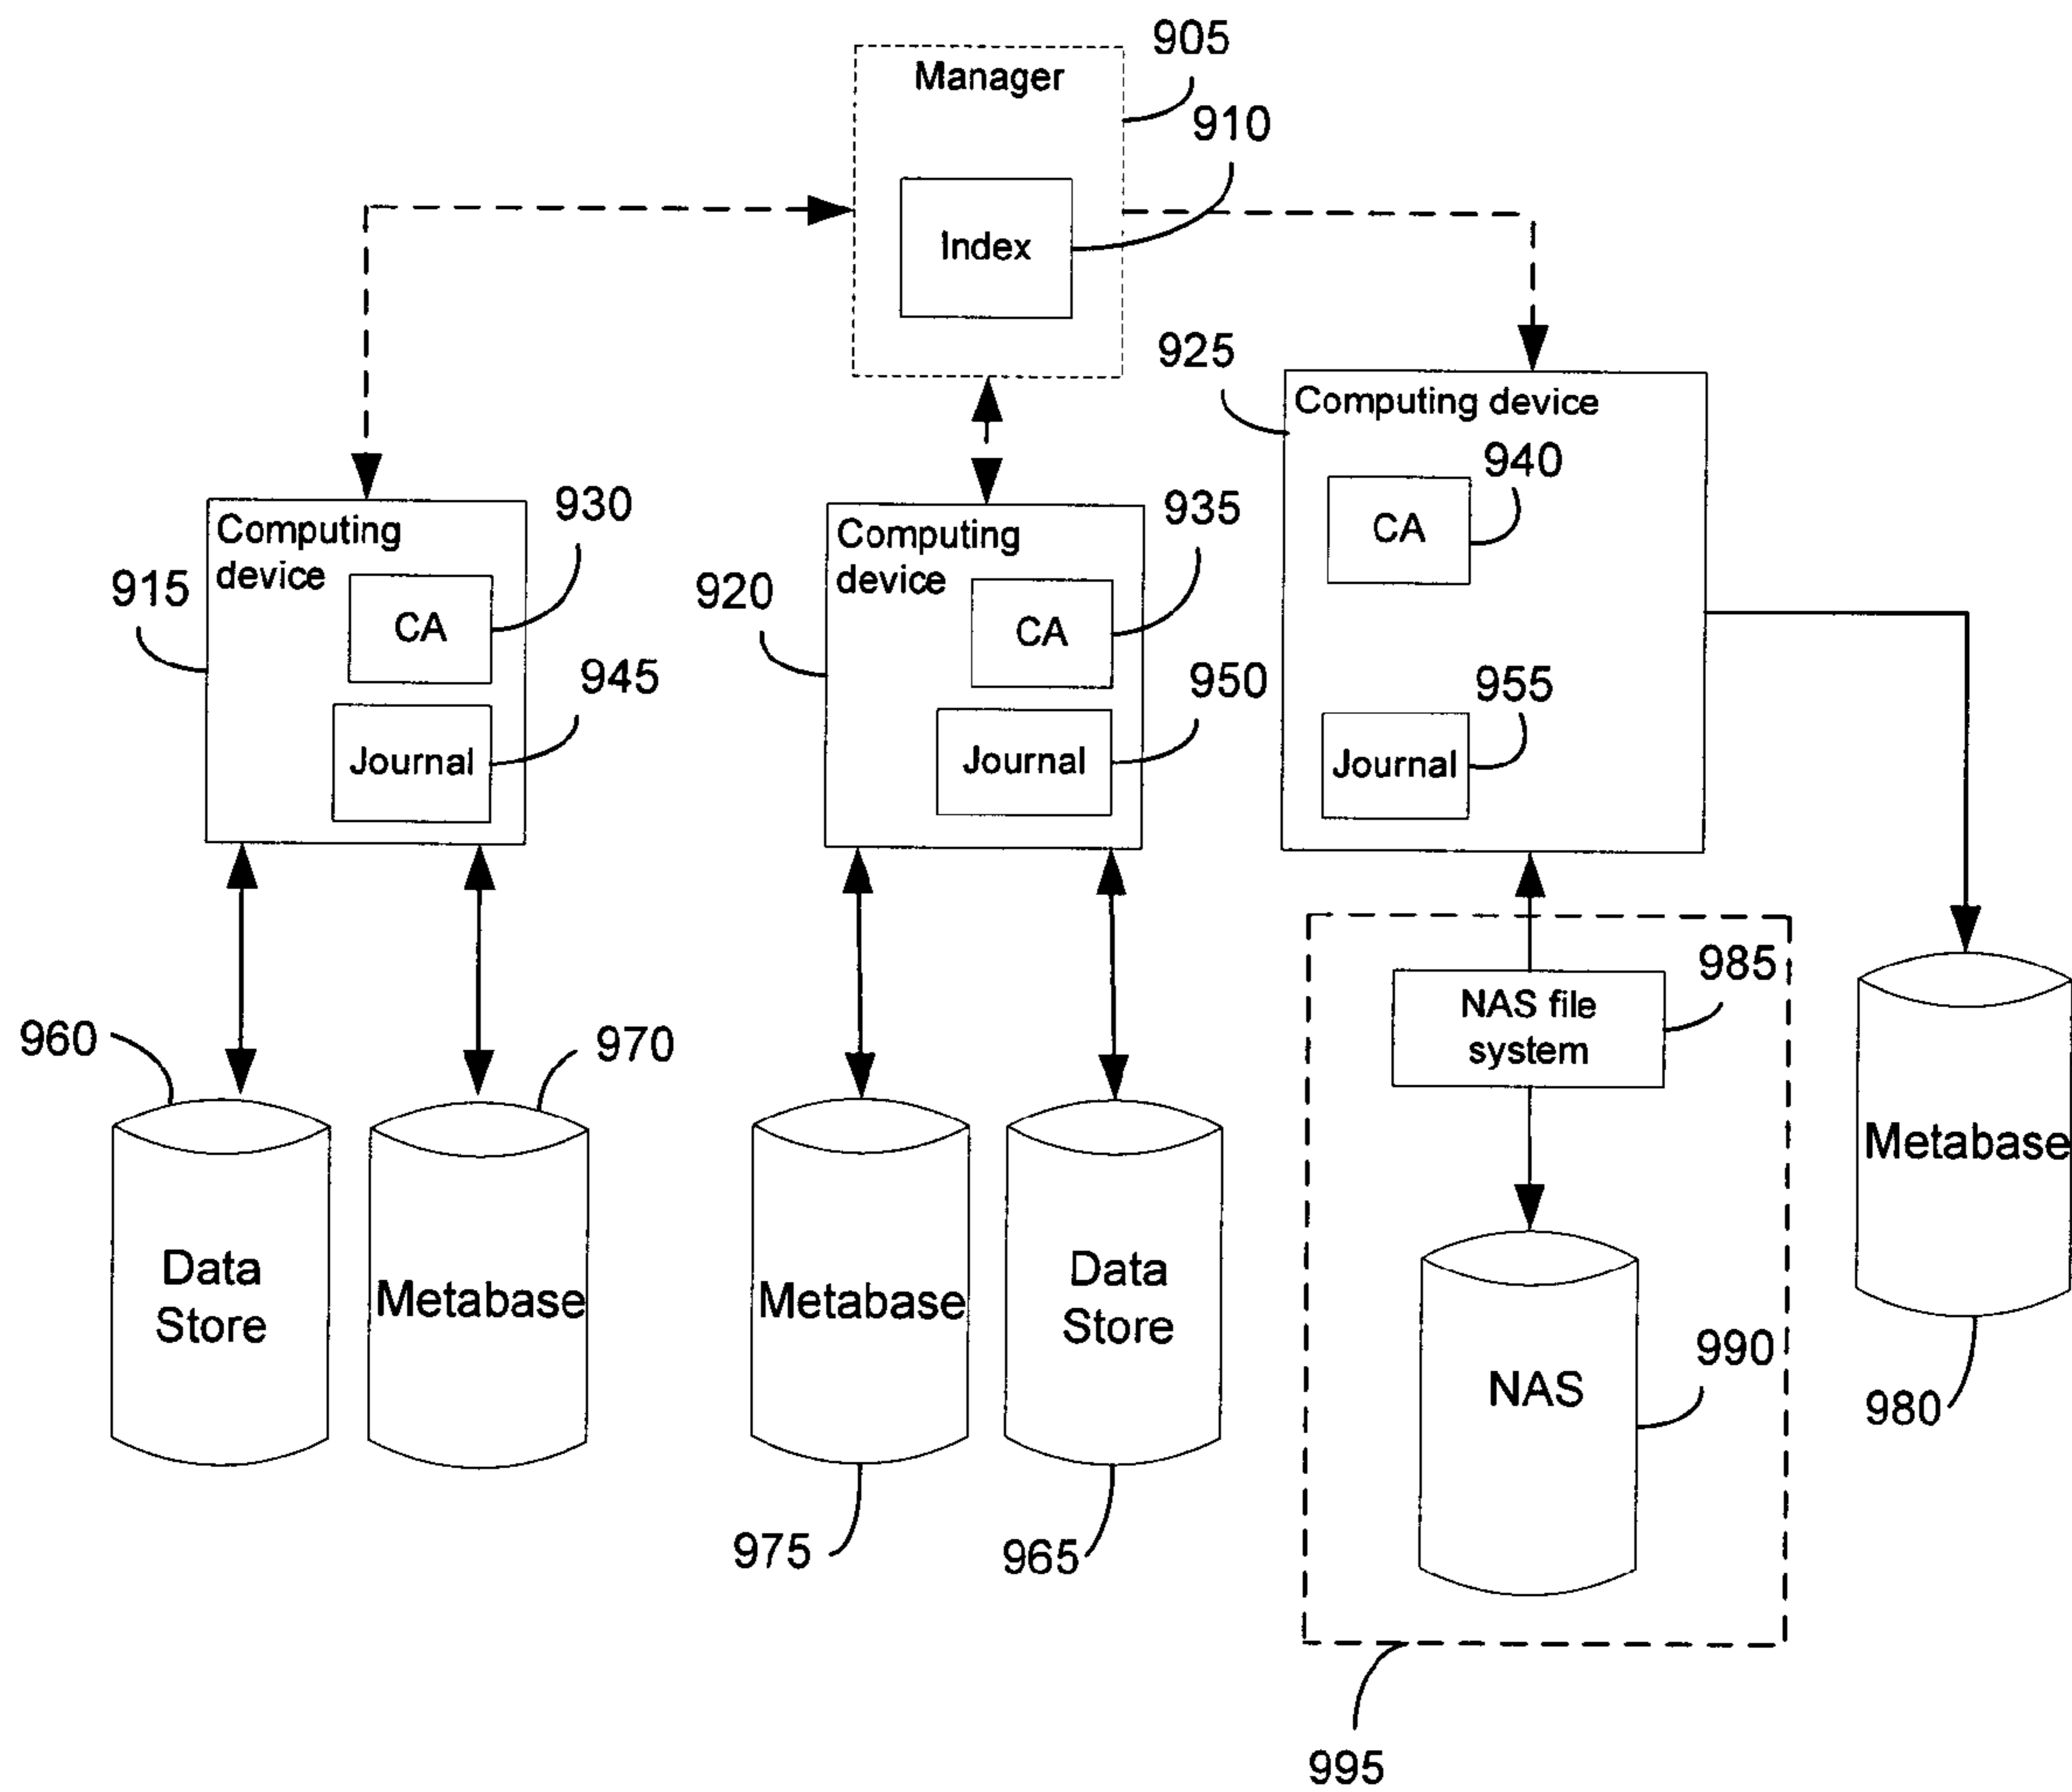 905
Manager
910
Index
925
Computing device
940
CA
955
Journal
930
Computing
device
915
CA
945
Journal
935
Computing
device
920
CA
950
Journal
985
NAS file
system
960
970
Data
Store
Metabase
Metabase
Data
Store
Metabase
990
NAS
980
975
965
995